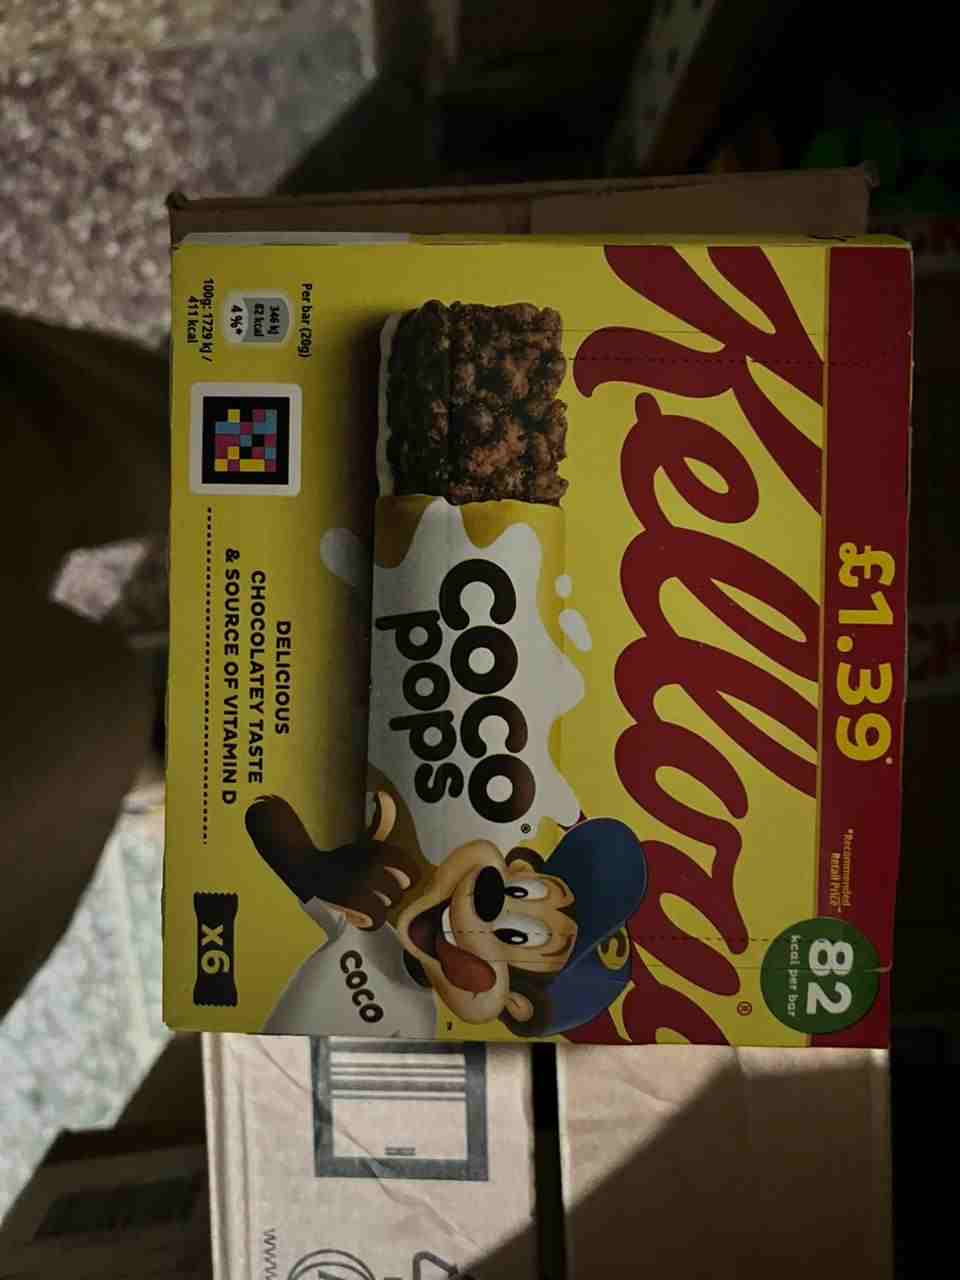 £1.39*
*Recommended
Retail Price
82
kcal per bar
Kellogg's®
coco
pops®
COCO
Per bar (20g)
346 kJ
82 kcal
4%*
100g: 1729 kJ /
411 kcal
DELICIOUS
CHOCOLATEY TASTE
& SOURCE OF VITAMIN D
X6
www